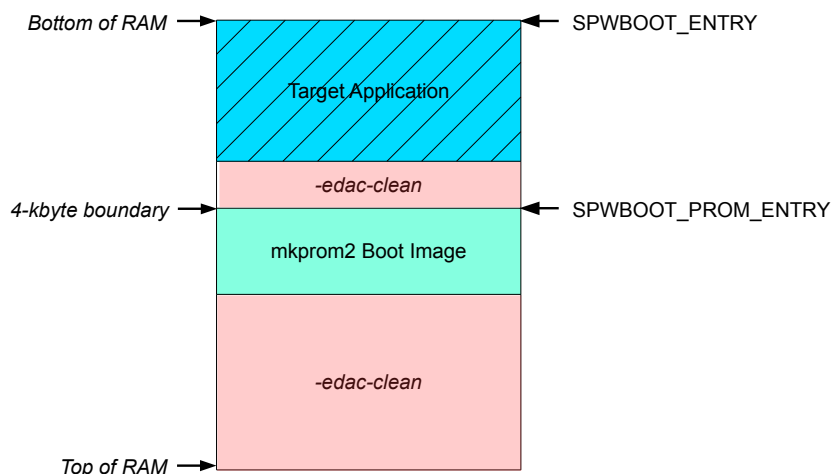 Bottom of RAM
SPWBOOT_ENTRY
Target Application
-edac-clean
4-kbyte boundary
SPWBOOT_PROM_ENTRY
mkprom2 Boot Image
-edac-clean
Top of RAM